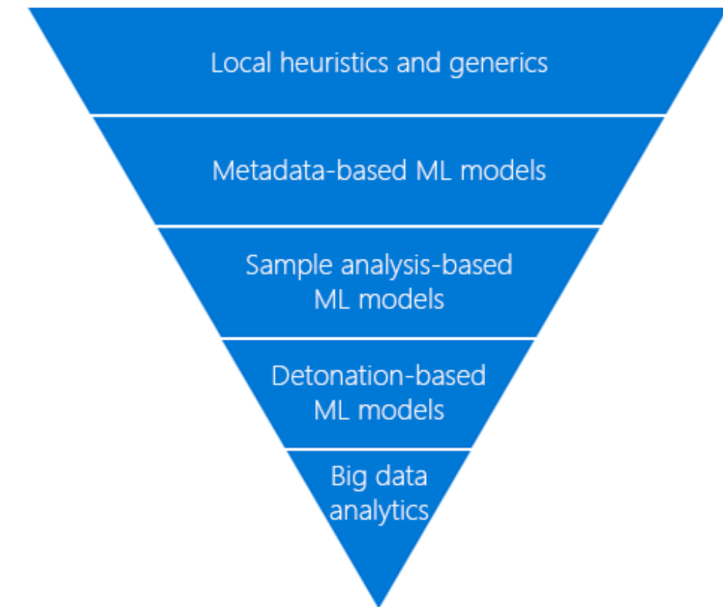 Local heuristics and generics
Metadata-based ML models
Sample analysis-based
ML models
Detonation-based
ML models
Big data
analytics